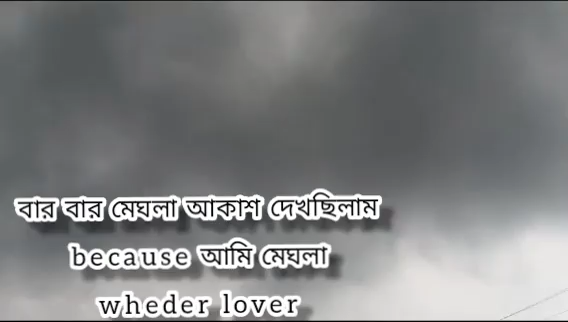 বার বার মেঘলা আকাশ দেখছিলাম
because আমি মেঘলা
wheder lover